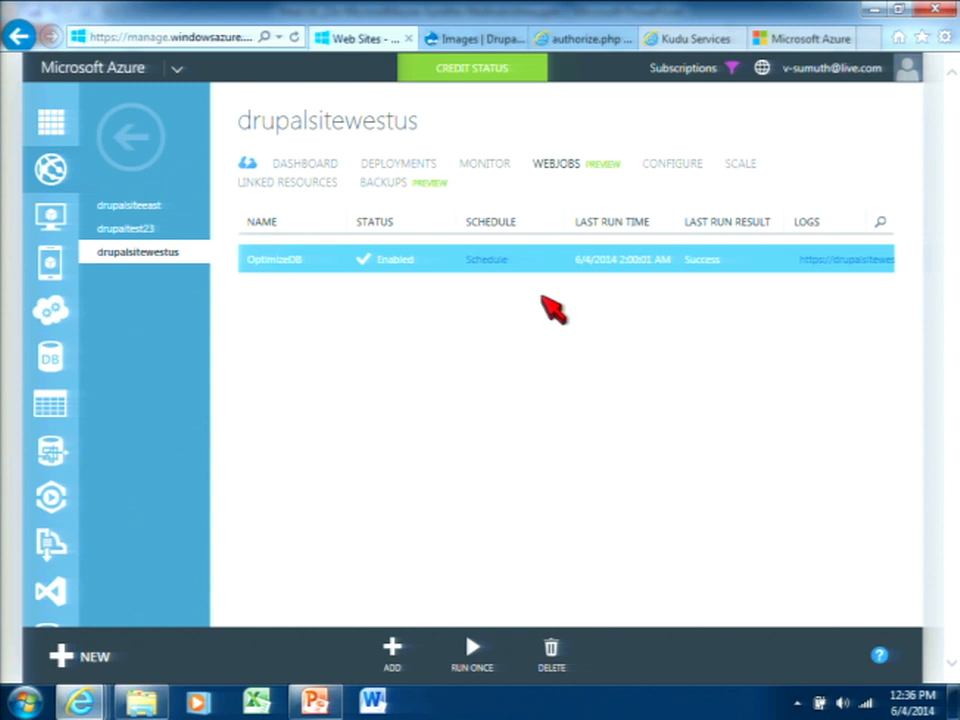 https://manage.windowsazure....
Web Sites - ...
Images | Drupa...
authorize.php ...
Kudu Services
Microsoft Azure
Microsoft Azure
CREDIT STATUS
Subscriptions
v-sumuth@live.com
drupalsitewestus
DASHBOARD DEPLOYMENTS MONITOR WEBJOBS PREVIEW CONFIGURE SCALE
LINKED RESOURCES BACKUPS PREVIEW
drupalsiteeast
drupaltest23
drupalsitewestus
NAME STATUS SCHEDULE LAST RUN TIME LAST RUN RESULT LOGS
OptimizeDB Enabled Schedule 6/4/2014 2:00:01 AM Success https://drupalsitewes
DB
NEW
ADD
RUN ONCE
DELETE
?
12:36 PM
6/4/2014